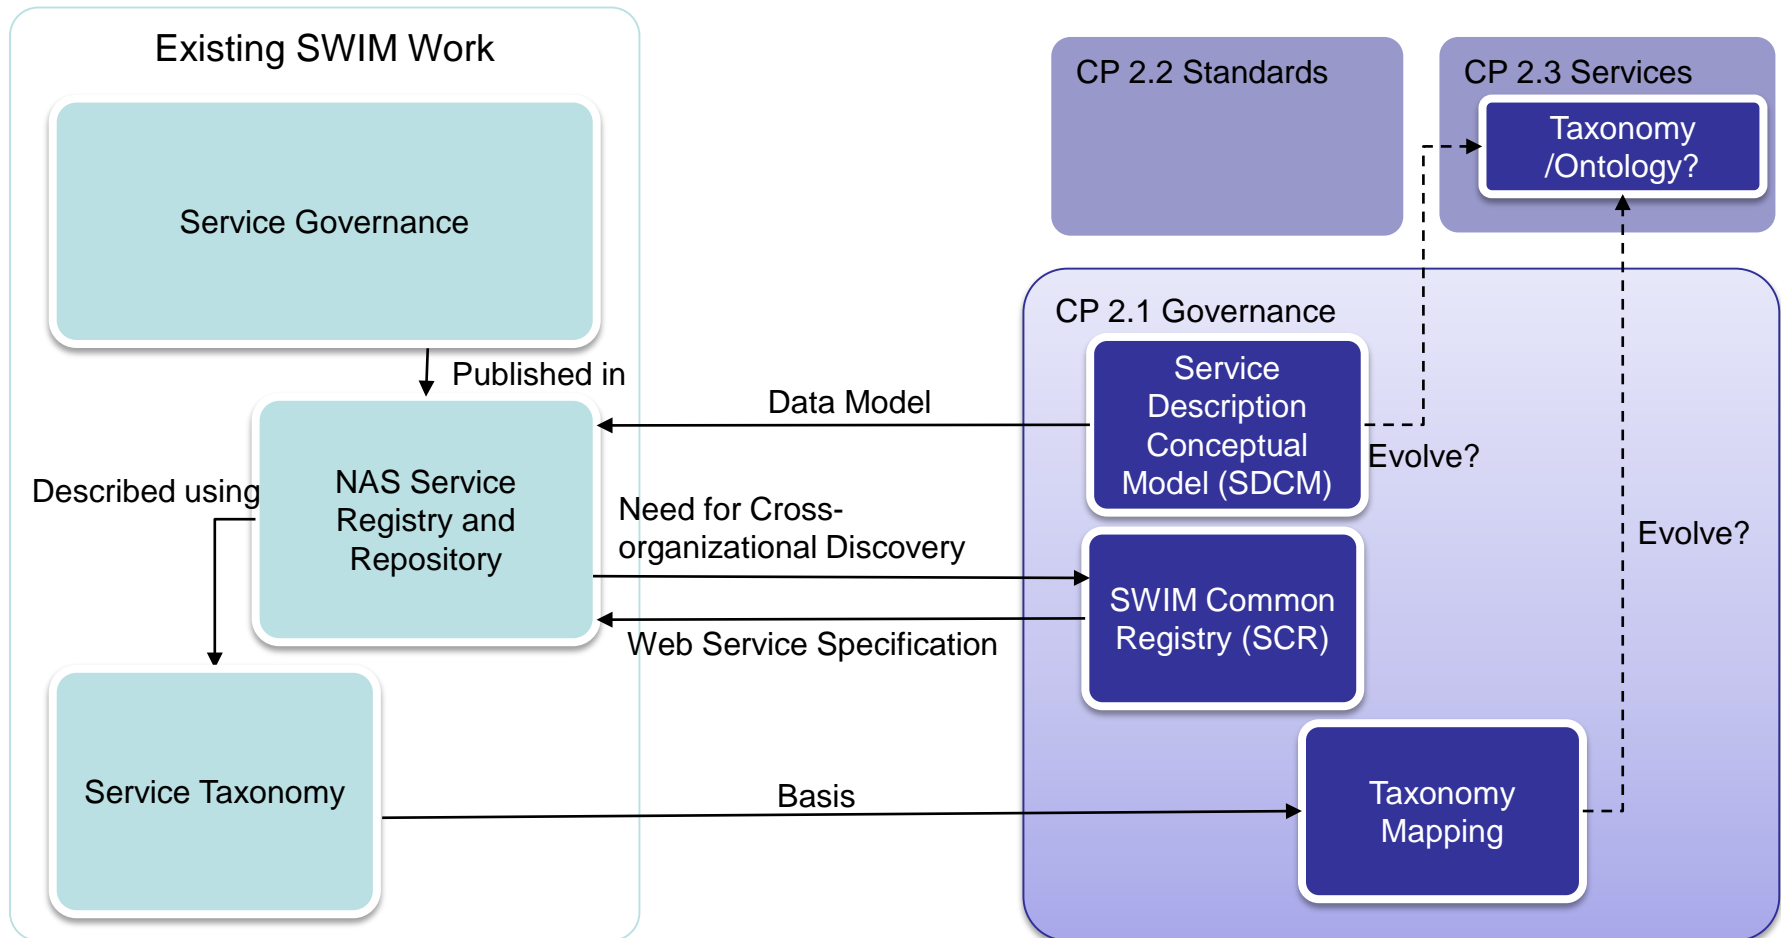 Existing SWIM Work
Service Governance
Published in
NAS Service
Registry and
Repository
Described using
Service Taxonomy
Data Model
Need for Cross-
organizational Discovery
Web Service Specification
Basis
CP 2.2 Standards
CP 2.3 Services
Taxonomy
/Ontology?
CP 2.1 Governance
Service
Description
Conceptual
Model (SDCM)
Evolve?
SWIM Common
Registry (SCR)
Evolve?
Taxonomy
Mapping